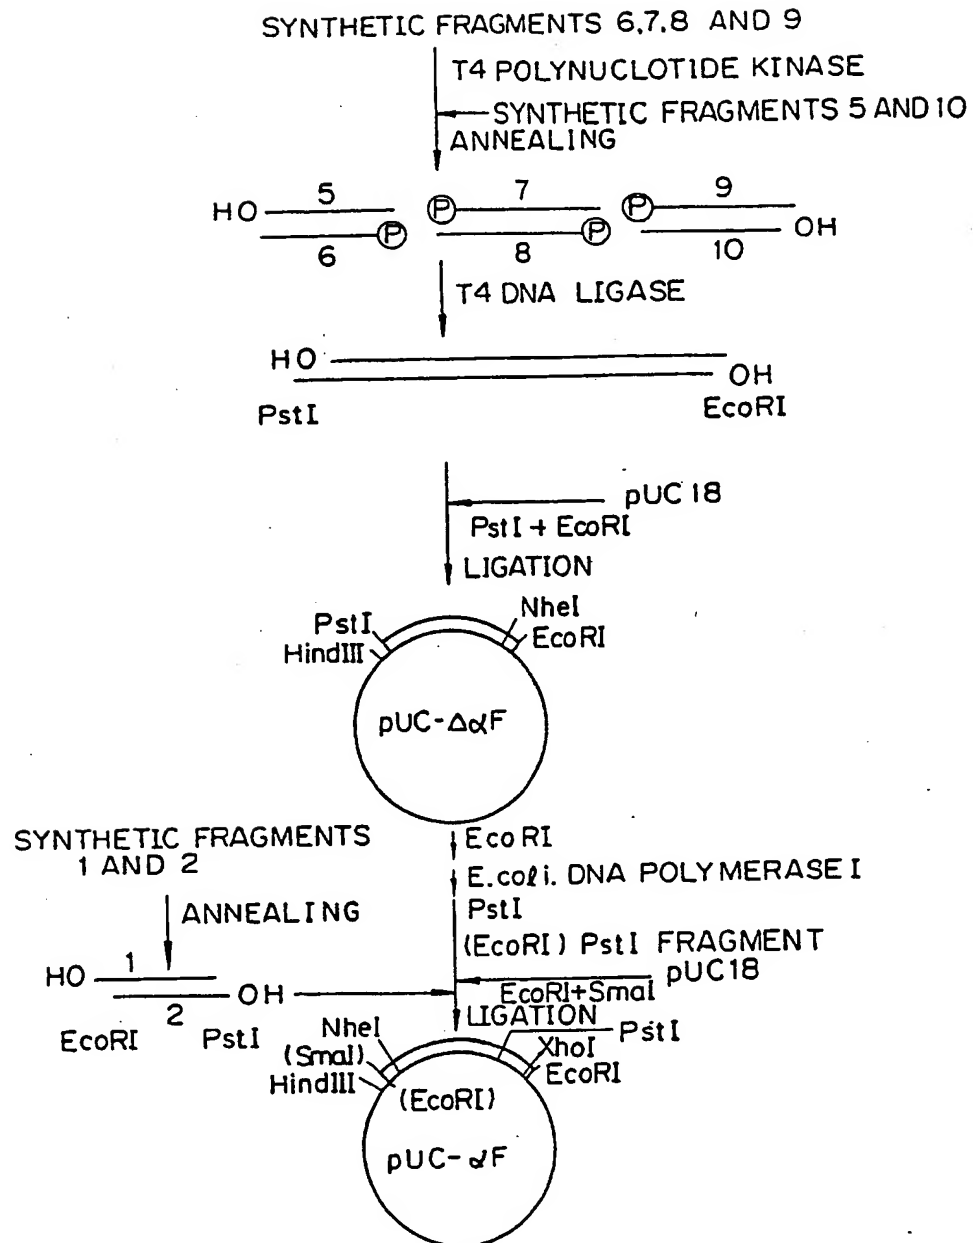 SYNTHETIC FRAGMENTS 6,7,8 AND 9
T4 POLYNUCLOTIDE KINASE
SYNTHETIC FRAGMENTS 5 AND 10
ANNEALING
5 7 9
HO P P
P P OH
6 8 10
T4 DNA LIGASE
HO
OH
PstI EcoRI
pUC18
PstI + EcoRI
LIGATION
NheI
PstI EcoRI
HindIII
pUC-ΔαF
EcoRI
SYNTHETIC FRAGMENTS
1 AND 2
E.coli. DNA POLYMERASE I
PstI
ANNEALING
(EcoRI) PstI FRAGMENT
pUC18
HO 1
2 OH
EcoRI+SmaI
LIGATION
EcoRI PstI
NheI PstI
(SmaI) XhoI
HindIII EcoRI
(EcoRI)
pUC-αF